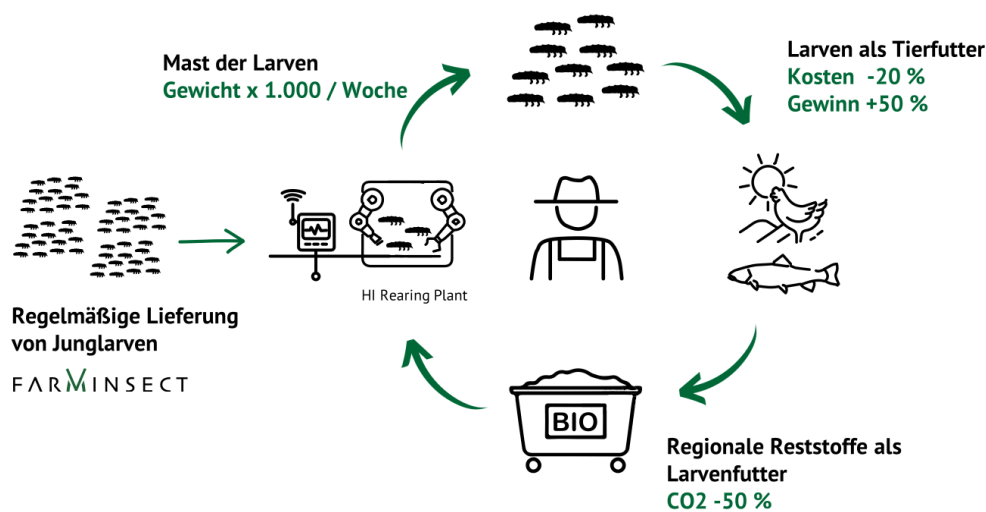 Mast der Larven
Gewicht x 1.000 / Woche
Larven als Tierfutter
Kosten -20 %
Gewinn +50 %
HI Rearing Plant
Regelmäßige Lieferung
von Junglarven
FARMINSECT
BIO
Regionale Reststoffe als
Larvenfutter
CO2 -50 %